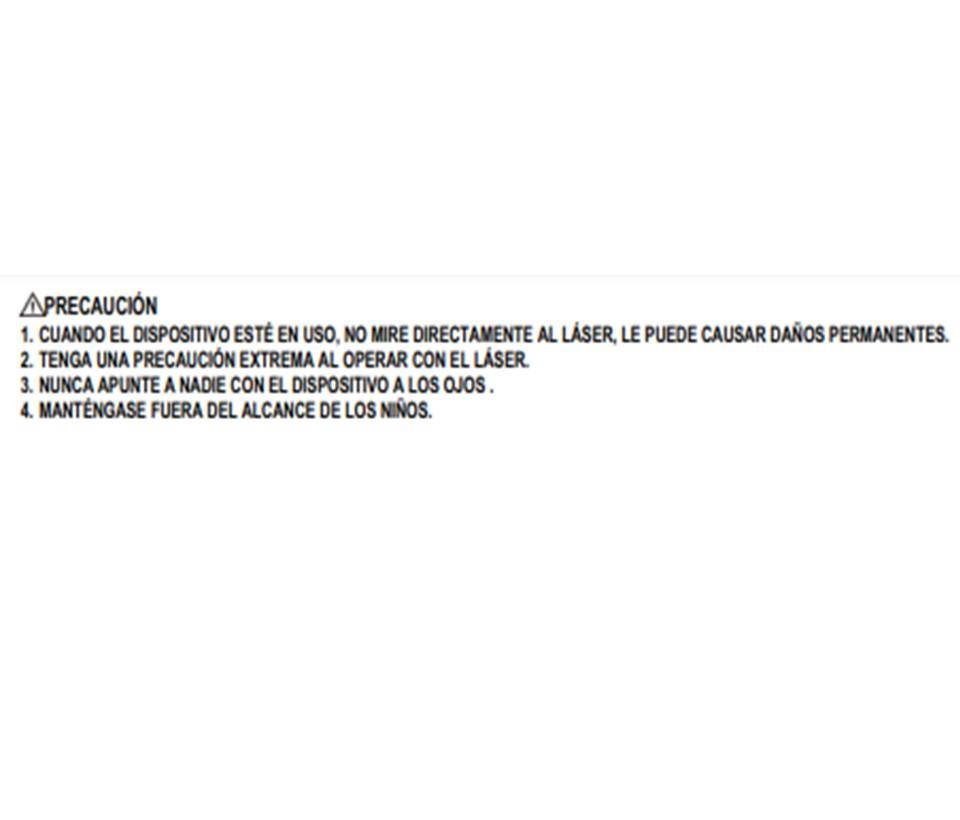 ⚠PRECAUCIÓN
1. CUANDO EL DISPOSITIVO ESTÉ EN USO, NO MIRE DIRECTAMENTE AL LÁSER, LE PUEDE CAUSAR DAÑOS PERMANENTES.
2. TENGA UNA PRECAUCIÓN EXTREMA AL OPERAR CON EL LÁSER.
3. NUNCA APUNTE A NADIE CON EL DISPOSITIVO A LOS OJOS .
4. MANTÉNGASE FUERA DEL ALCANCE DE LOS NIÑOS.